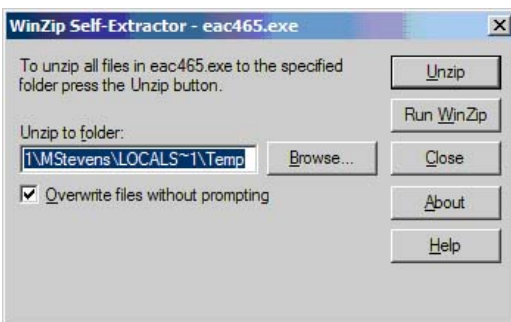 WinZip Self-Extractor - eac465.exe
To unzip all files in eac465.exe to the specified
folder press the Unzip button.
Unzip to folder:
1\MStevens\LOCALS~1\Temp
Browse...
Overwrite files without prompting
Unzip
Run WinZip
Close
About
Help